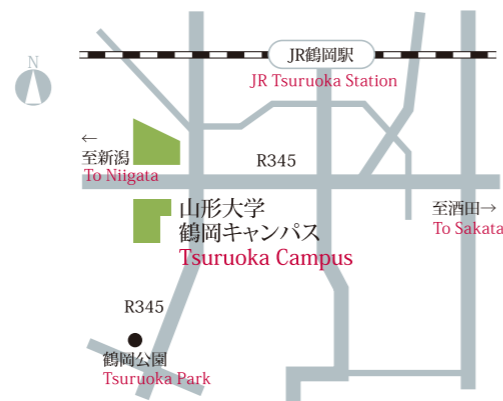 N
JR鶴岡駅
JR Tsuruoka Station
←
至新潟
To Niigata
R345
至酒田→
To Sakata
山形大学
鶴岡キャンパス
Tsuruoka Campus
R345
鶴岡公園
Tsuruoka Park